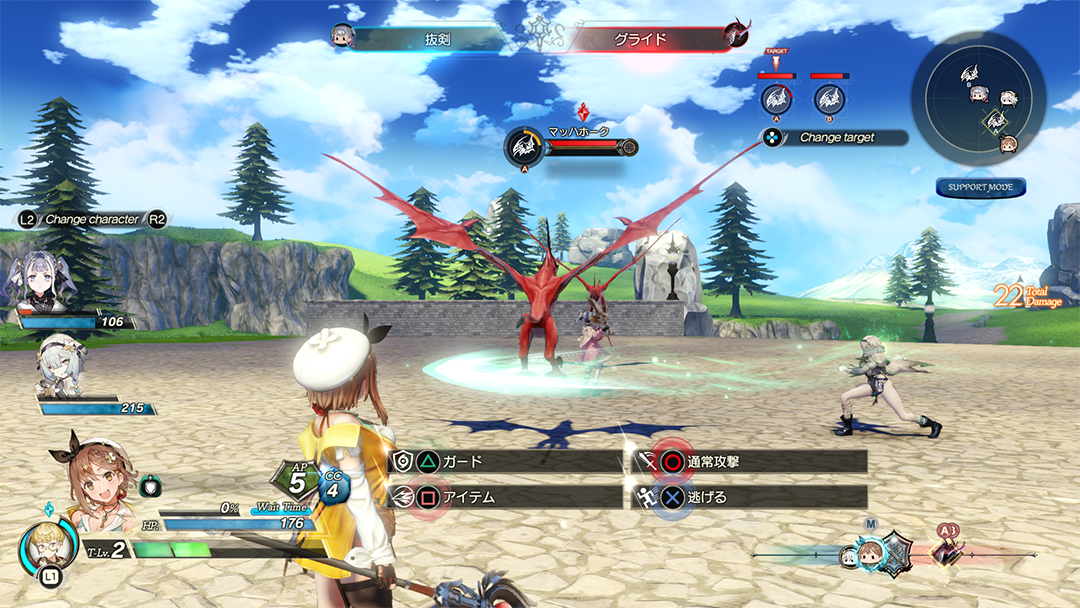 抜剣
グライド
TARGET
A
B
Change target
マッハホーク
A
B
A
SUPPORT MODE
L2 Change character R2
106
22 Total
Damage
215
ガード
通常攻撃
アイテム
逃げる
AP
5
CC
4
0%
Wait Time
HP.
176
T-Lv. 2
L1
M
A3